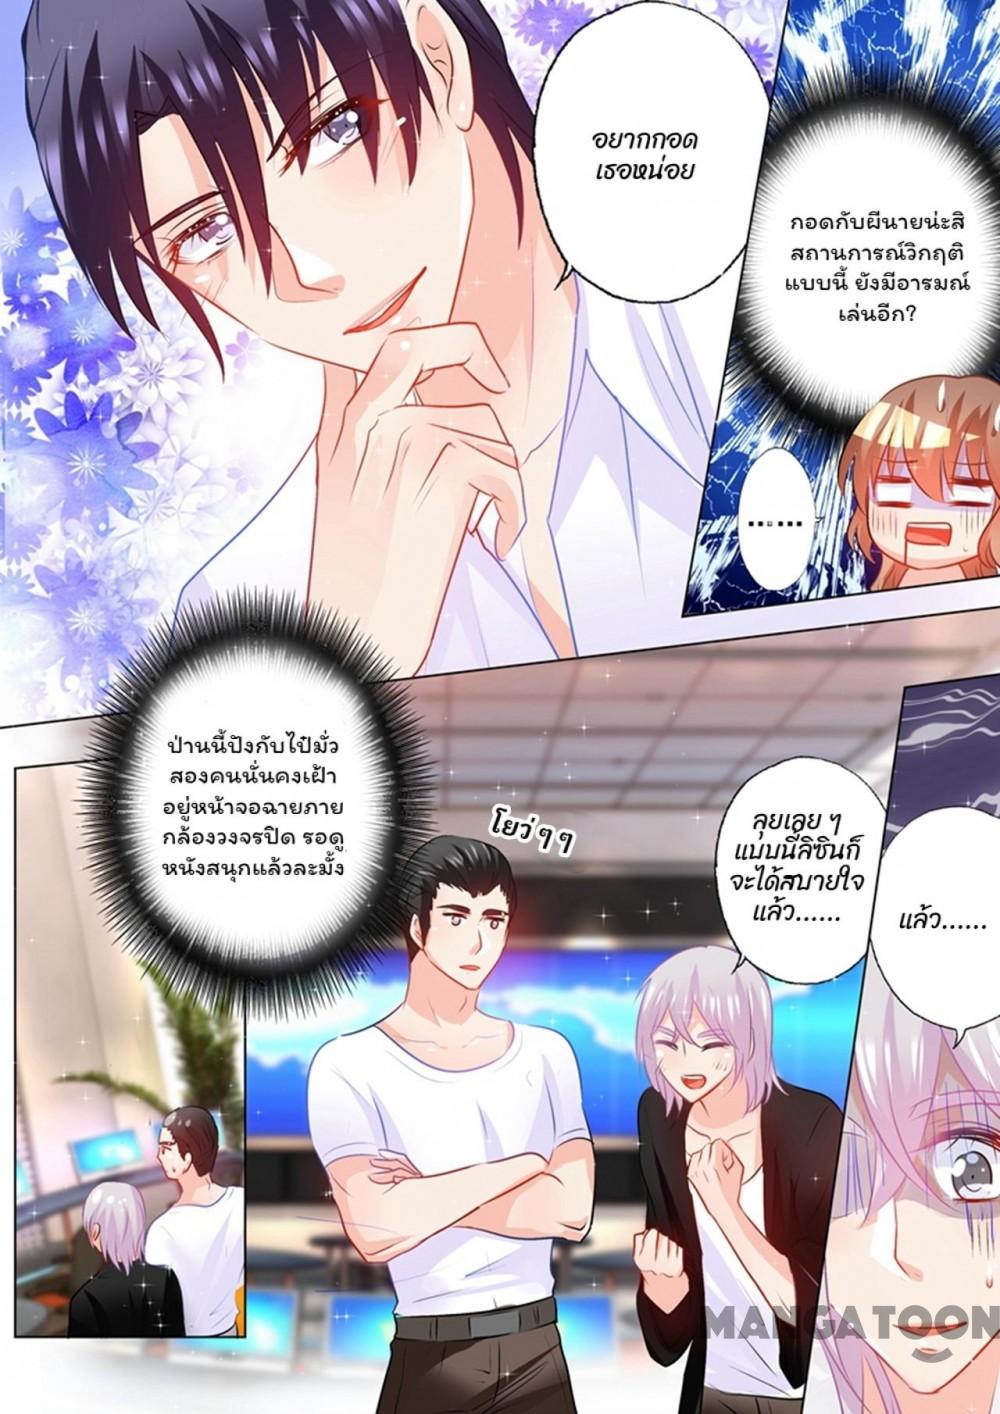 อยากกอด
เธอหน่อย
กอดกับผีนายน่ะสิ
สถานการณ์วิกฤติ
แบบนี้ ยังมีอารมณ์
เล่นอีก?
.......
ป่านนี้ปังกับไป๋มั่ว
สองคนนั่นคงเฝ้า
อยู่หน้าจอฉายภาย
กล้องวงจรปิด รอดู
หนังสนุกแล้วละมั้ง
โยว่ๆๆ
ลุยเลย ๆ
แบบนี้ลิซินก็
จะได้สบายใจ
แล้ว......
แล้ว......
MANGATOON